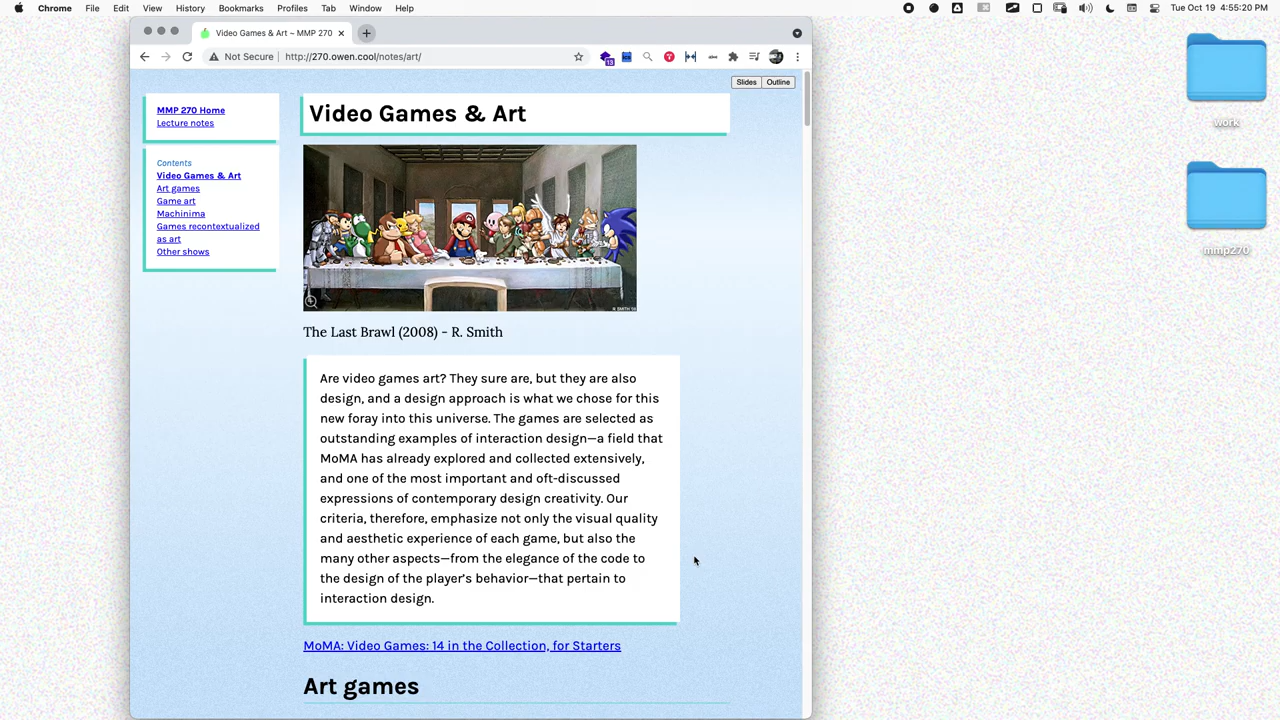 Chrome File Edit View History Bookmarks Profiles Tab Window Help
Tue Oct 19 4:55:20 PM
Video Games & Art ~ MMP 270
Not Secure http://270.owen.cool/notes/art/
13
Slides Outline
MMP 270 Home
Lecture notes
Contents
Video Games & Art
Art games
Game art
Machinima
Games recontextualized
as art
Other shows
Video Games & Art
The Last Brawl (2008) - R. Smith
Are video games art? They sure are, but they are also
design, and a design approach is what we chose for this
new foray into this universe. The games are selected as
outstanding examples of interaction design—a field that
MoMA has already explored and collected extensively,
and one of the most important and oft-discussed
expressions of contemporary design creativity. Our
criteria, therefore, emphasize not only the visual quality
and aesthetic experience of each game, but also the
many other aspects—from the elegance of the code to
the design of the player's behavior—that pertain to
interaction design.
MoMA: Video Games: 14 in the Collection, for Starters
Art games
work
mmp270